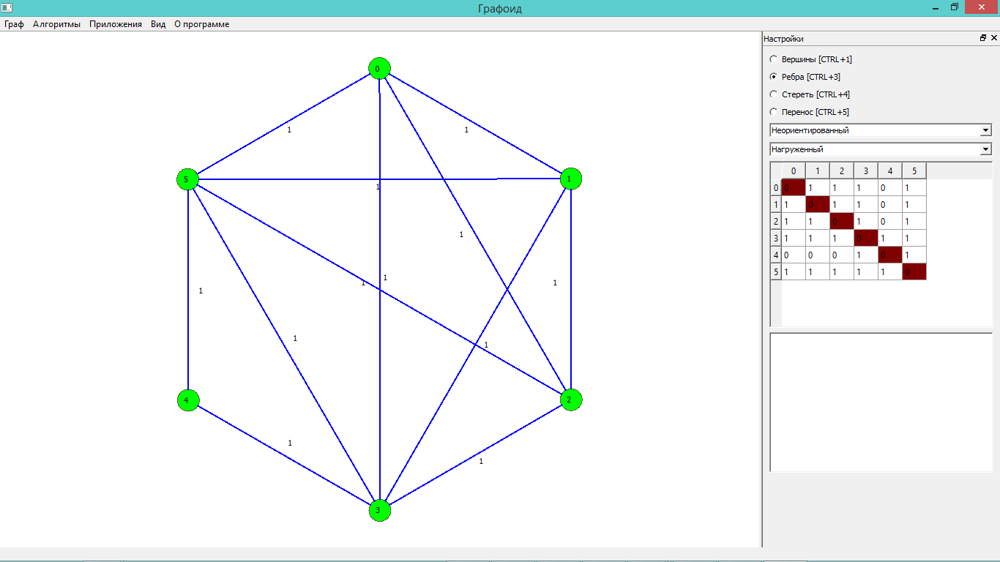 Графоид
Граф Алгоритмы Приложения Вид О программе
Настройки
Вершины [CTRL+1]
Ребра [CTRL+3]
Стереть [CTRL+4]
Перенос [CTRL+5]
Неориентированный
Нагруженный
0 1 2 3 4 5
0 0 1 1 1 0 1
1 1 0 1 1 0 1
2 1 1 0 1 0 1
3 1 1 1 0 1 1
4 0 0 0 1 0 1
5 1 1 1 1 1 0
0
1 1
5 1
1
1
1 1
1
1
1
1
4 2
1
1
3